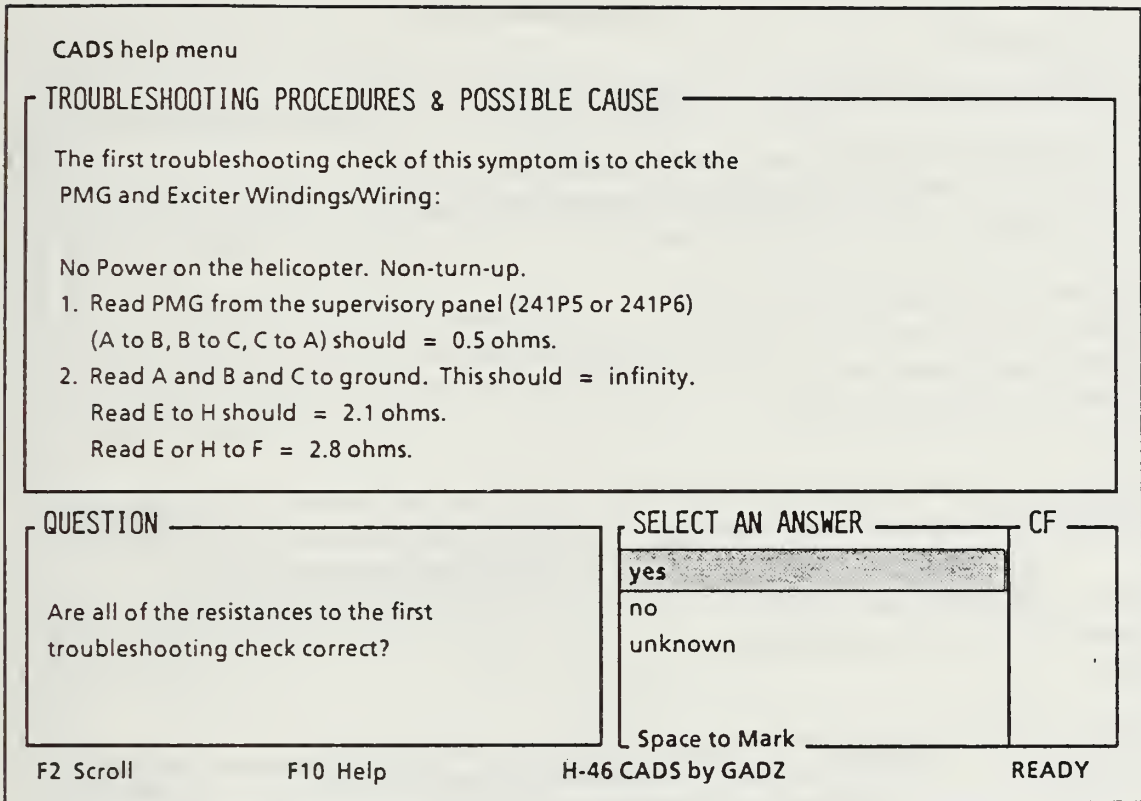 CADS help menu
TROUBLESHOOTING PROCEDURES & POSSIBLE CAUSE
The first troubleshooting check of this symptom is to check the
PMG and Exciter Windings/Wiring:
No Power on the helicopter. Non-turn-up.
1. Read PMG from the supervisory panel (241P5 or 241P6)
(A to B, B to C, C to A) should = 0.5 ohms.
2. Read A and B and C to ground. This should = infinity.
Read E to H should = 2.1 ohms.
Read E or H to F = 2.8 ohms.
QUESTION
Are all of the resistances to the first
troubleshooting check correct?
SELECT AN ANSWER
CF
yes
no
unknown
Space to Mark
F2 Scroll F10 Help H-46 CADS by GADZ READY